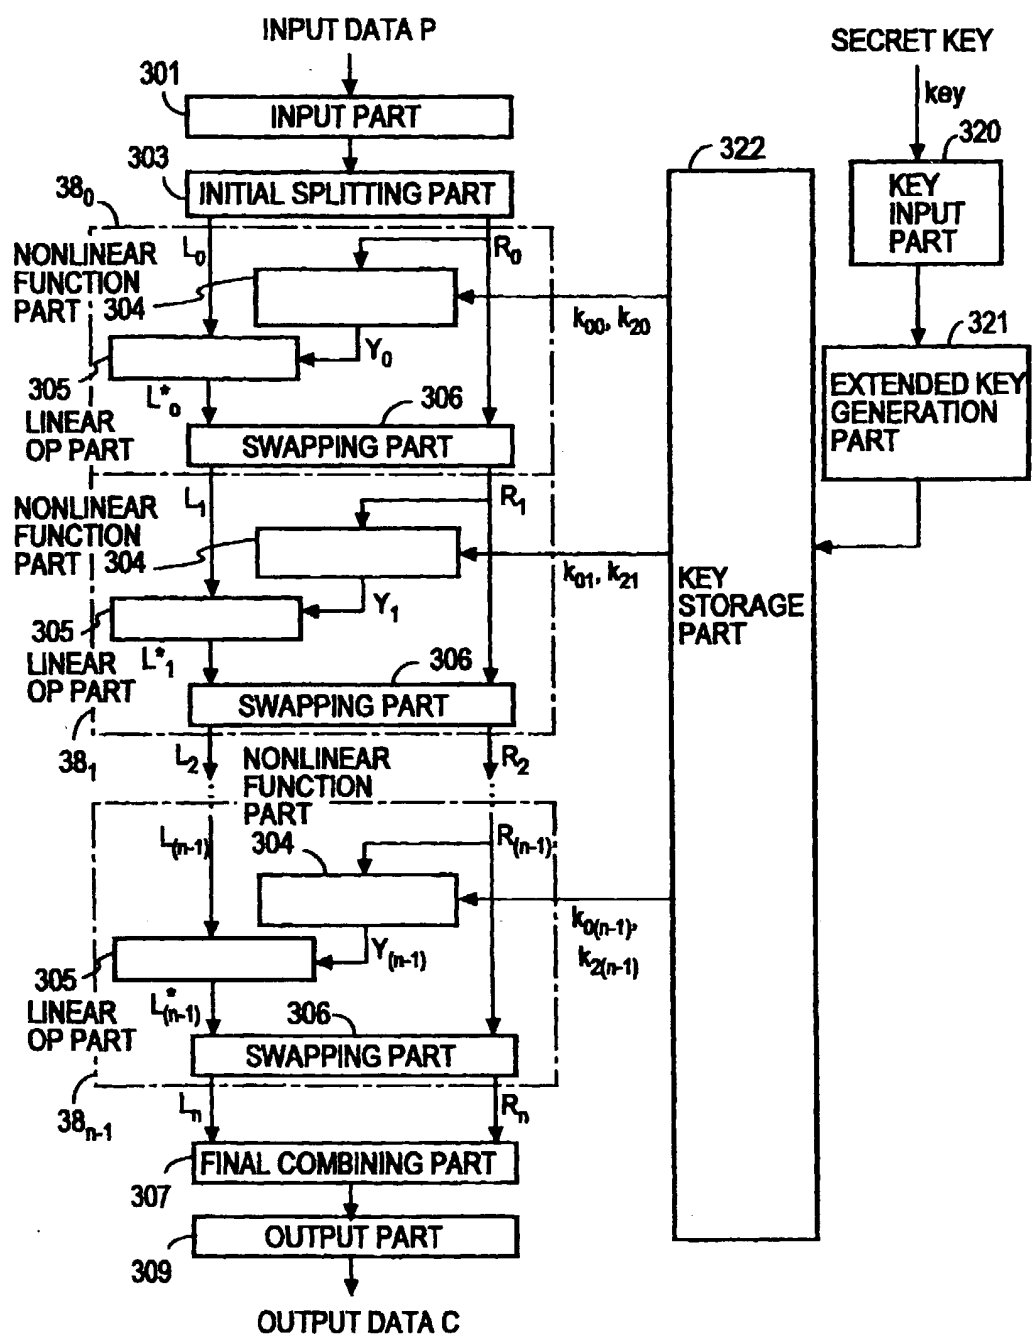 INPUT DATA P
SECRET KEY
key
301
INPUT PART
303
INITIAL SPLITTING PART
322
320
KEY
INPUT
PART
38₀
L₀
R₀
NONLINEAR
FUNCTION
PART
304
k₀₀, k₂₀
321
EXTENDED KEY
GENERATION
PART
Y₀
305
L*₀
306
LINEAR
OP PART
SWAPPING PART
L₁
R₁
NONLINEAR
FUNCTION
PART
304
k₀₁, k₂₁
KEY
STORAGE
PART
Y₁
305
L*₁
306
LINEAR
OP PART
SWAPPING PART
38₁
L₂
R₂
NONLINEAR
FUNCTION
PART
304
L₍ₙ₋₁₎
R₍ₙ₋₁₎
k₀₍ₙ₋₁₎,
k₂₍ₙ₋₁₎
Y₍ₙ₋₁₎
305
L*₍ₙ₋₁₎
306
LINEAR
OP PART
SWAPPING PART
38ₙ₋₁
Lₙ
Rₙ
FINAL COMBINING PART
307
OUTPUT PART
309
OUTPUT DATA C